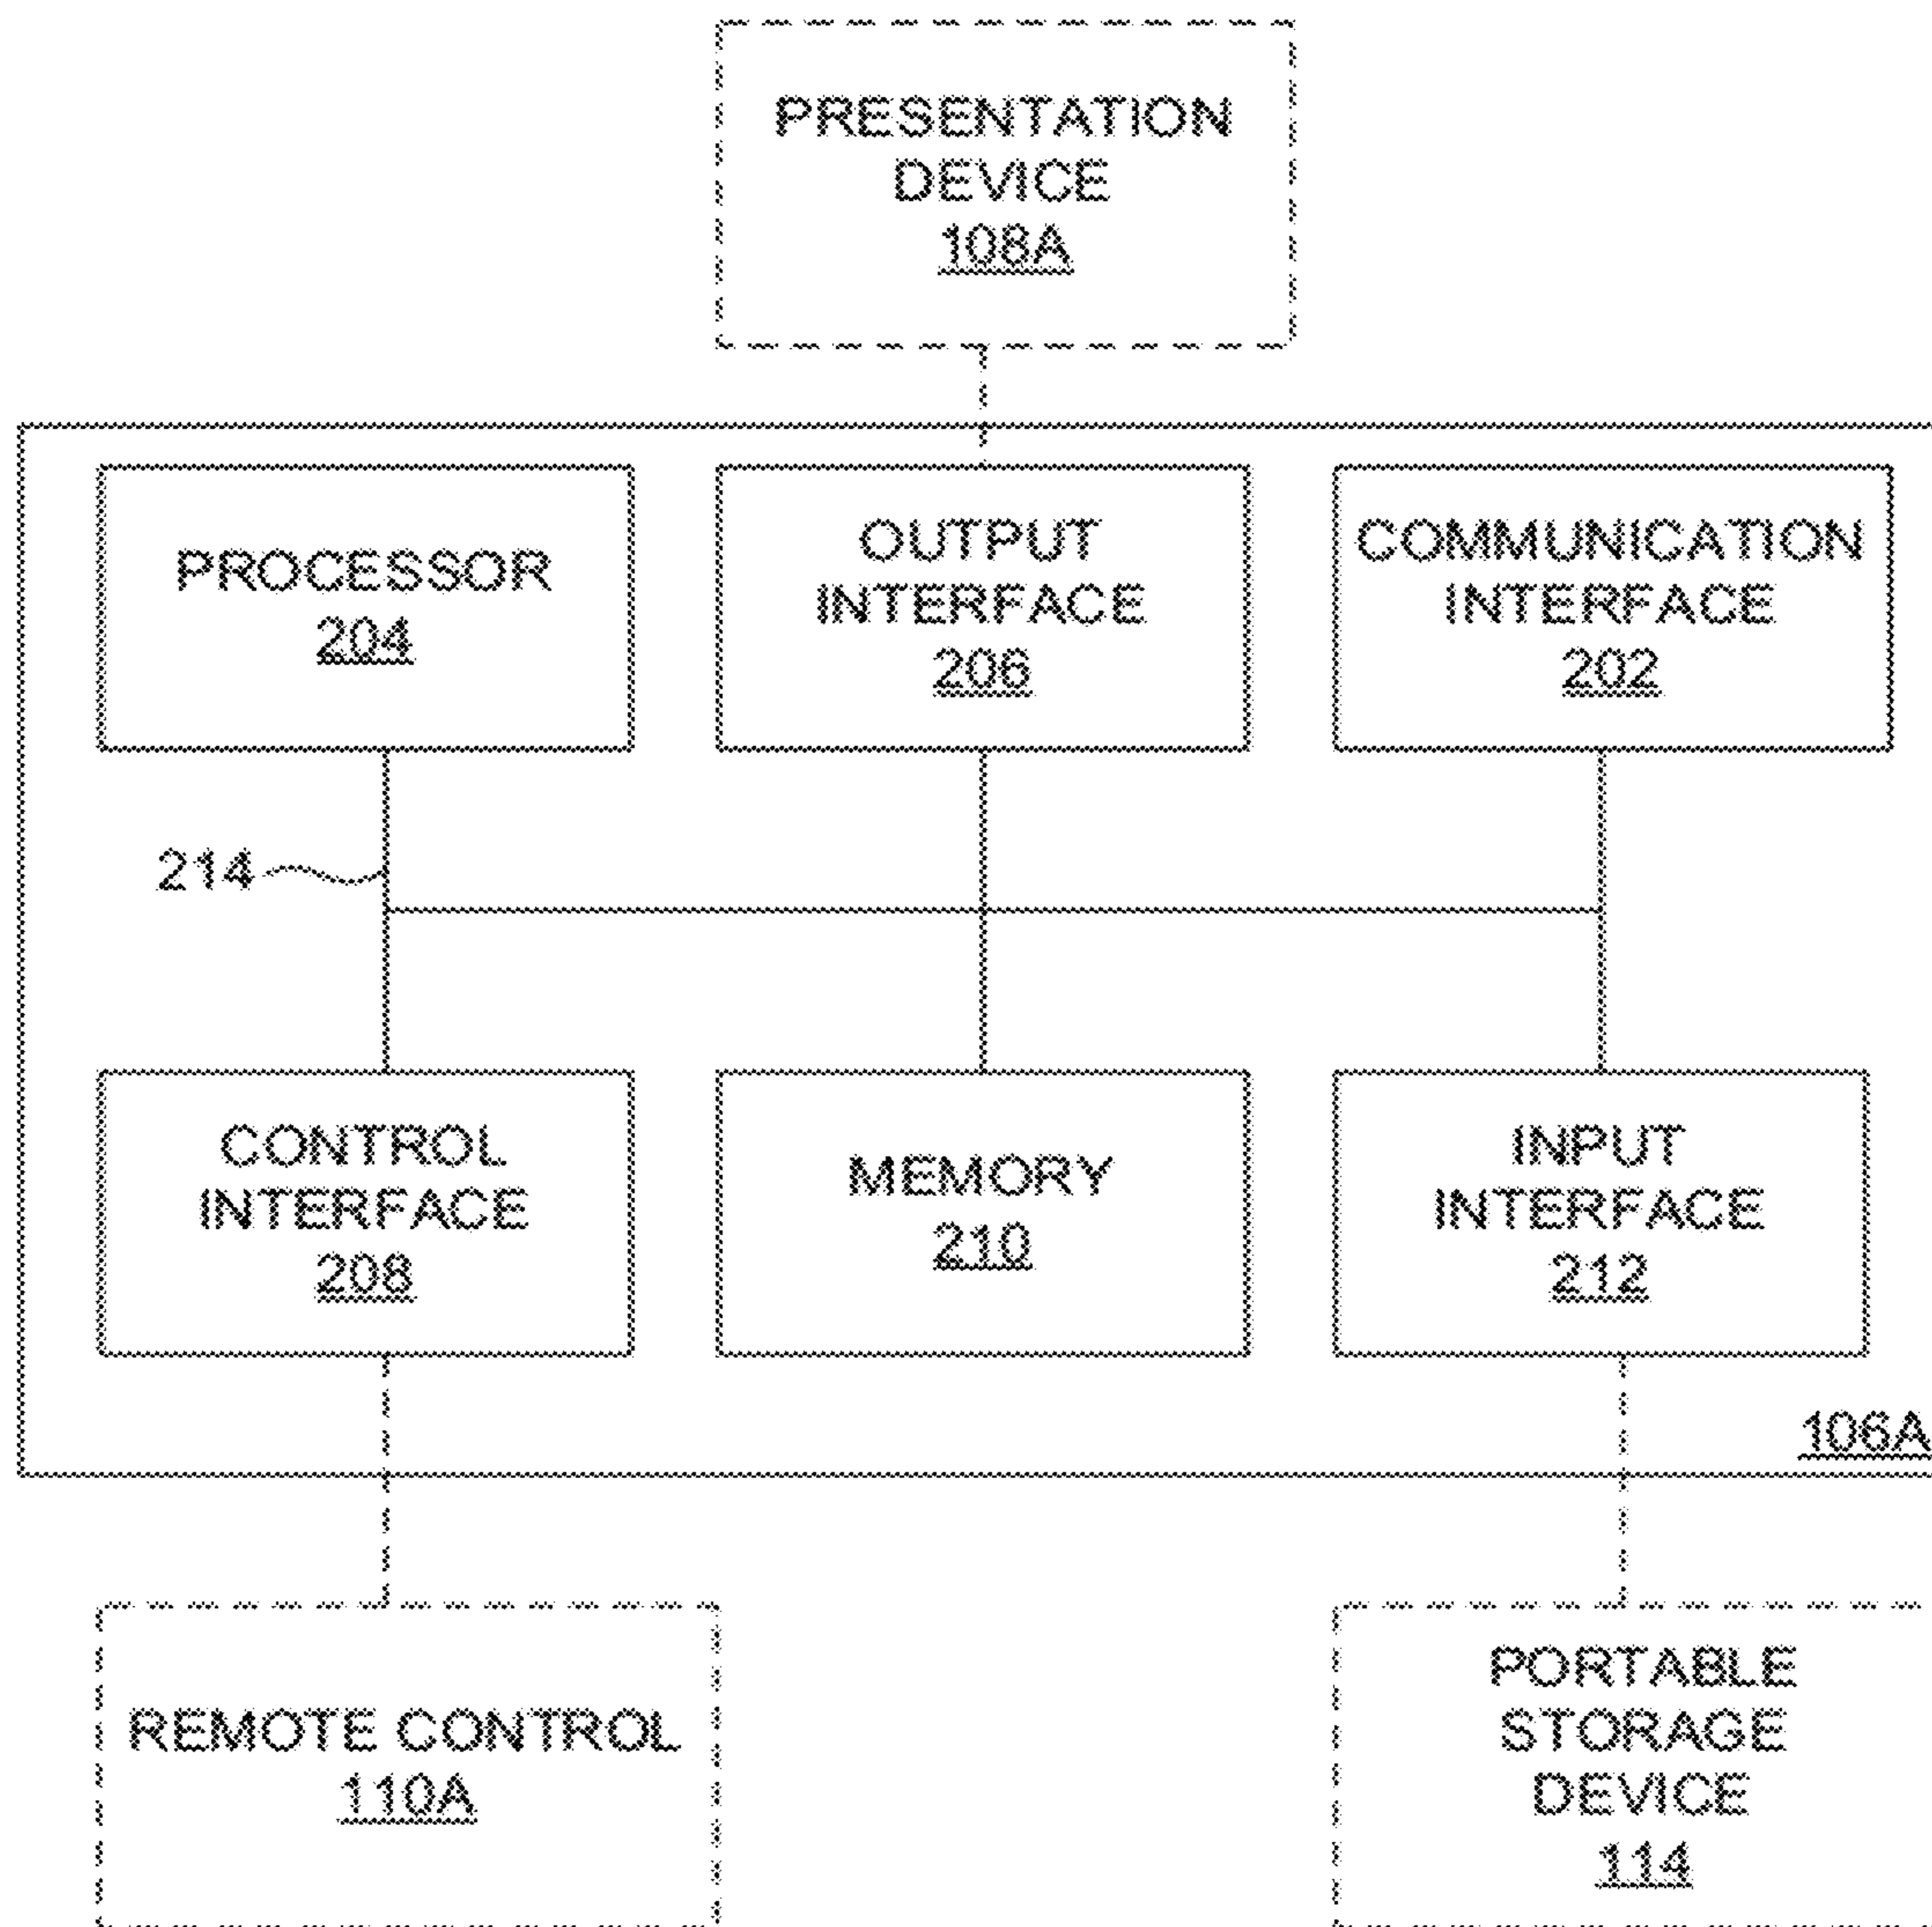 PRESENTATION
DEVICE
108A
PROCESSOR
204
OUTPUT
INTERFACE
206
COMMUNICATION
INTERFACE
202
214
CONTROL
INTERFACE
208
MEMORY
210
INPUT
INTERFACE
212
106A
REMOTE CONTROL
110A
PORTABLE
STORAGE
DEVICE
114